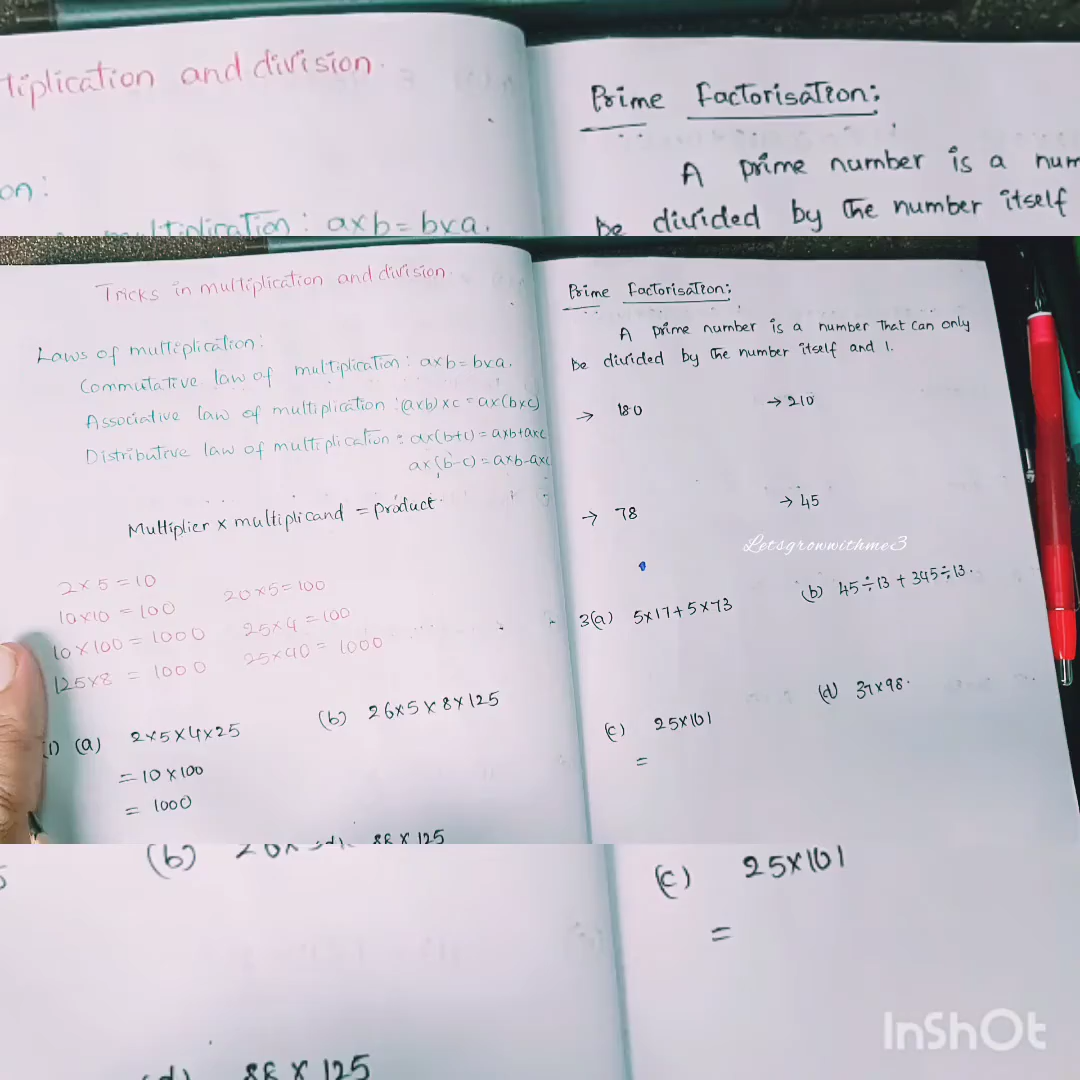 tiplication and division.
on:
multiplication: a×b = b×a.
Prime Factorisation:
A prime number is a num
be divided by the number itself
Tricks in multiplication and division.
Laws of multiplication:
Commutative law of multiplication: a×b = b×a.
Associative law of multiplication: (a×b)×c = a×(b×c)
Distributive law of multiplication: a×(b+c) = a×b+a×c
a×(b-c) = a×b-a×c
Multiplier × multiplicand = product.
2×5 = 10
10×10 = 100
20×5 = 100
10×100 = 1000
25×4 = 100
125×8 = 1000
25×40 = 1000
(1) (a) 2×5×4×25
= 10×100
= 1000
(b) 26×5×8×125
88×125
Prime Factorisation:
A prime number is a number that can only
be divided by the number itself and 1.
→ 180
→ 210
→ 78
→ 45
Letsgrowwithme3
3(a) 5×17+5×73
(b) 45÷13 + 345÷13.
(c) 25×101
=
(d) 37×98.
(b)
(d) 88×125
(c) 25×101
=
InShOt